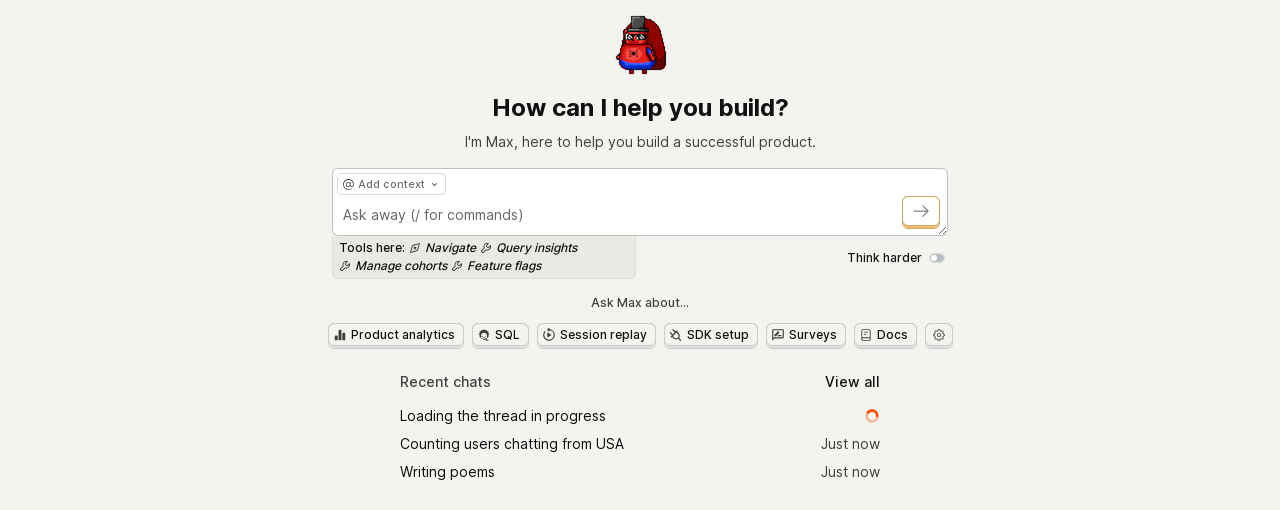 How can I help you build?
I'm Max, here to help you build a successful product.
@ Add context
Ask away (/ for commands)
Tools here: Navigate Query insights
Manage cohorts Feature flags
Think harder
Ask Max about...
Product analytics SQL Session replay SDK setup Surveys Docs
Recent chats View all
Loading the thread in progress
Counting users chatting from USA Just now
Writing poems Just now